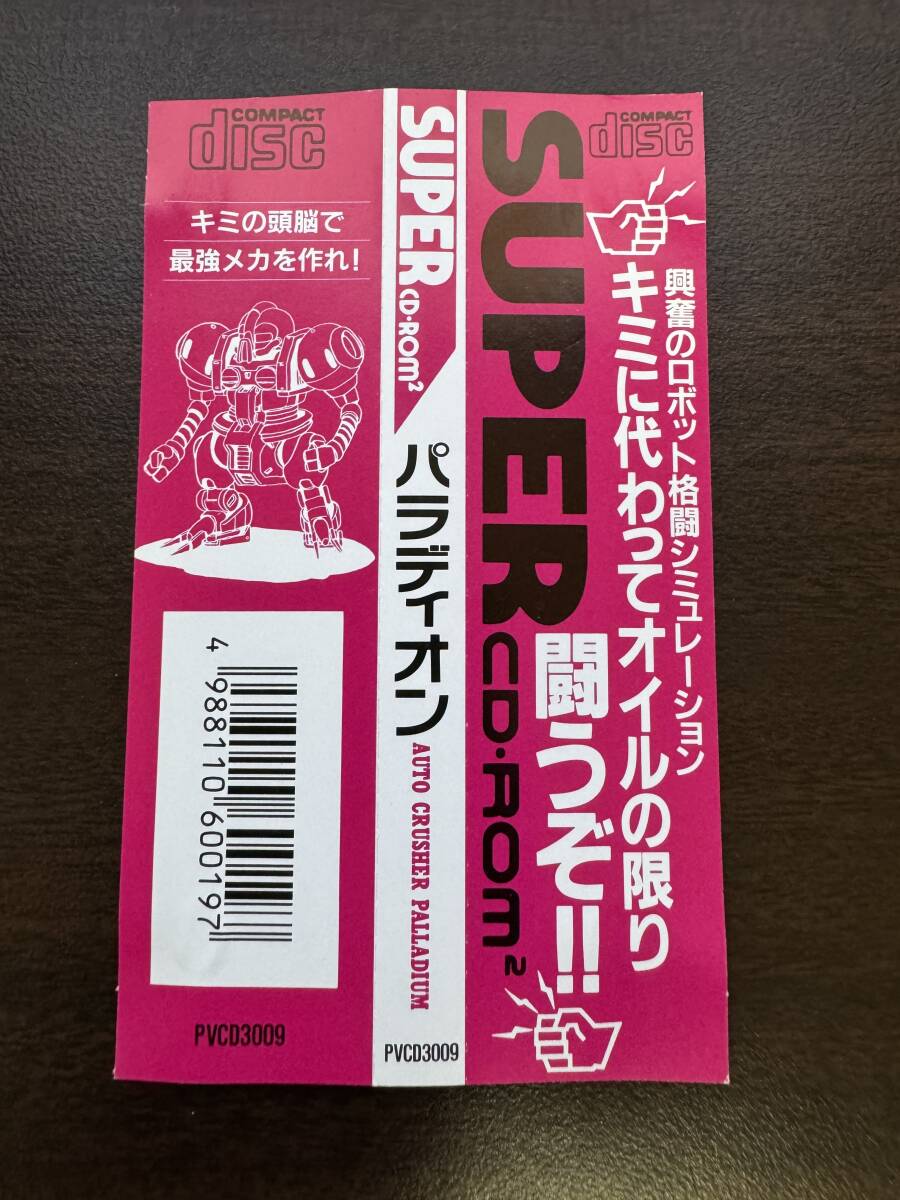 COMPACT
disc
キミの頭脳で
最強メカを作れ!
4 988110 600197
PVCD3009
SUPER
CD・ROM²
パラディオン
AUTO CRUSHER PALLADIUM
PVCD3009
COMPACT
disc
SUPER
CD・ROM²
興奮のロボット格闘シミュレーション
キミに代わってオイルの限り
闘うぞ!!